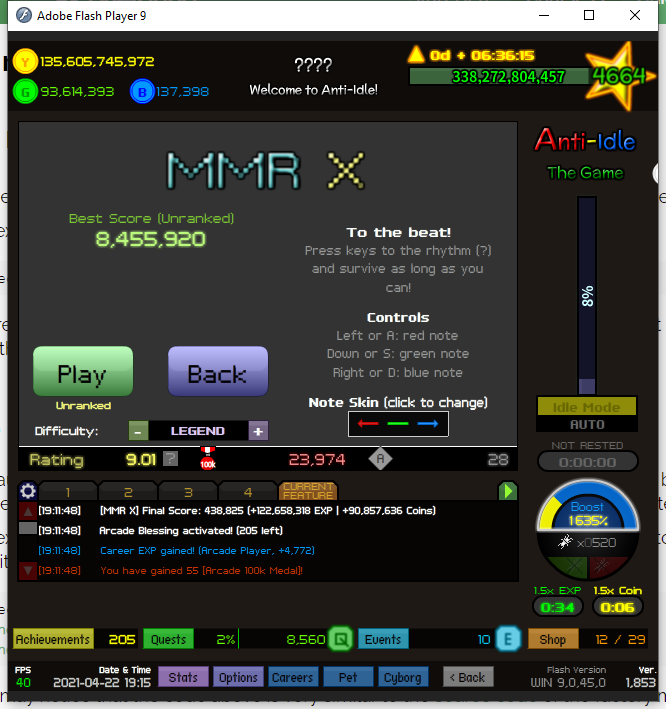 Adobe Flash Player 9
Y 135,605,745,972
G 93,614,393 B 137,398
????
Welcome to Anti-Idle!
0d + 06:36:15
338,272,804,457
4664
Anti-Idle
The Game
MMR X
Best Score (Unranked)
8,455,920
To the beat!
Press keys to the rhythm (?)
and survive as long as you
can!
Controls
Left or A: red note
Down or S: green note
Right or D: blue note
Note Skin (click to change)
Play
Back
Unranked
Difficulty: - LEGEND +
Rating 9.01 ? 100k 23,974 A 28
8%
Idle Mode
AUTO
NOT RESTED
0:00:00
1 2 3 4 CURRENT
FEATURE
[19:11:48] [MMR X] Final Score: 438,825 (+122,658,318 EXP | +90,857,636 Coins)
[19:11:48] Arcade Blessing activated! (205 left)
[19:11:48] Career EXP gained! (Arcade Player, +4,772)
[19:11:48] You have gained 55 [Arcade 100k Medal]!
Boost
1635%
x0520
1.5x EXP 1.5x Coin
0:34 0:06
Achievements 205 Quests 2% 8,560 Q Events 10 E Shop 12 / 29
FPS
40
Date & Time
2021-04-22 19:15
Stats Options Careers Pet Cyborg < Back
Flash Version
WIN 9,0,45,0
Ver.
1,853